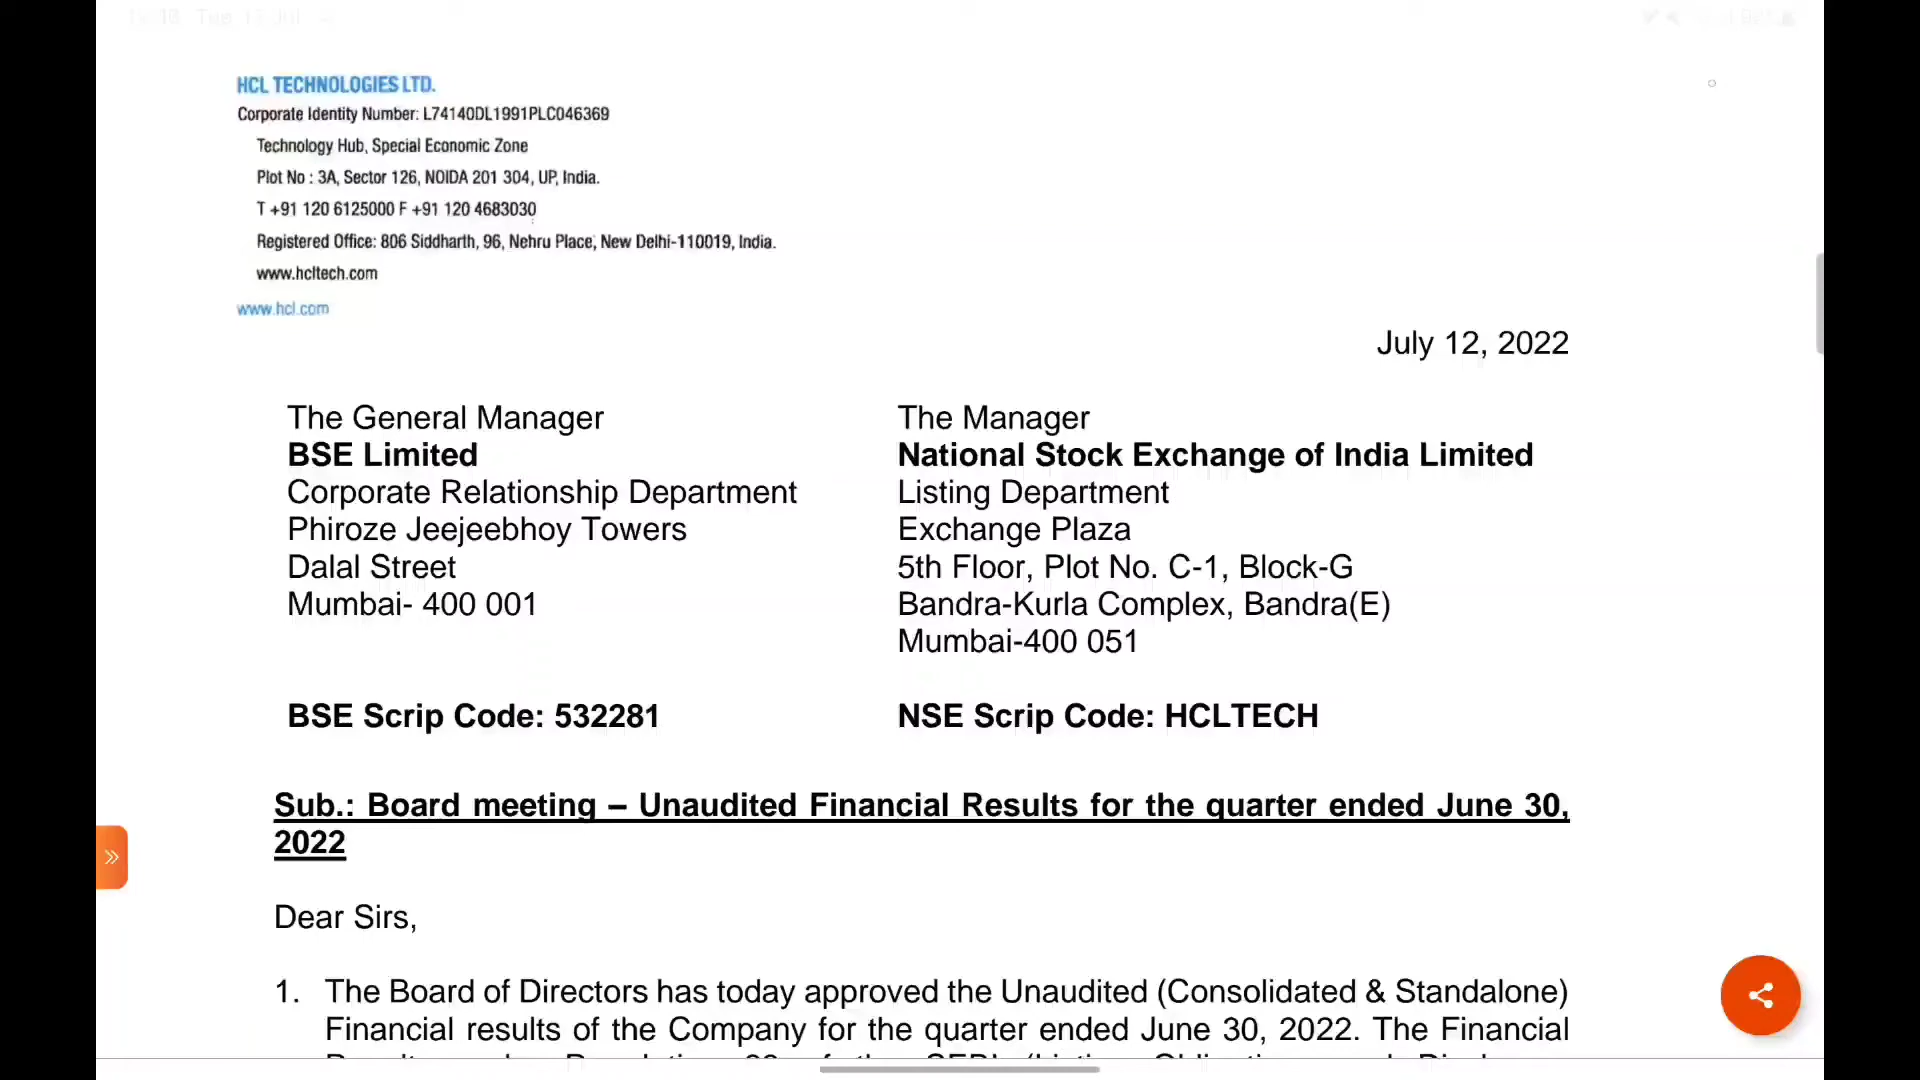 HCL TECHNOLOGIES LTD.
Corporate Identity Number: L74140DL1991PLC046369
Technology Hub, Special Economic Zone
Plot No : 3A, Sector 126, NOIDA 201 304, UP, India.
T +91 120 6125000 F +91 120 4683030
Registered Office: 806 Siddharth, 96, Nehru Place, New Delhi-110019, India.
www.hcltech.com
www.hcl.com
July 12, 2022
The General Manager
BSE Limited
Corporate Relationship Department
Phiroze Jeejeebhoy Towers
Dalal Street
Mumbai- 400 001
BSE Scrip Code: 532281
The Manager
National Stock Exchange of India Limited
Listing Department
Exchange Plaza
5th Floor, Plot No. C-1, Block-G
Bandra-Kurla Complex, Bandra(E)
Mumbai-400 051
NSE Scrip Code: HCLTECH
Sub.: Board meeting – Unaudited Financial Results for the quarter ended June 30,
2022
Dear Sirs,
1. The Board of Directors has today approved the Unaudited (Consolidated & Standalone)
Financial results of the Company for the quarter ended June 30, 2022. The Financial